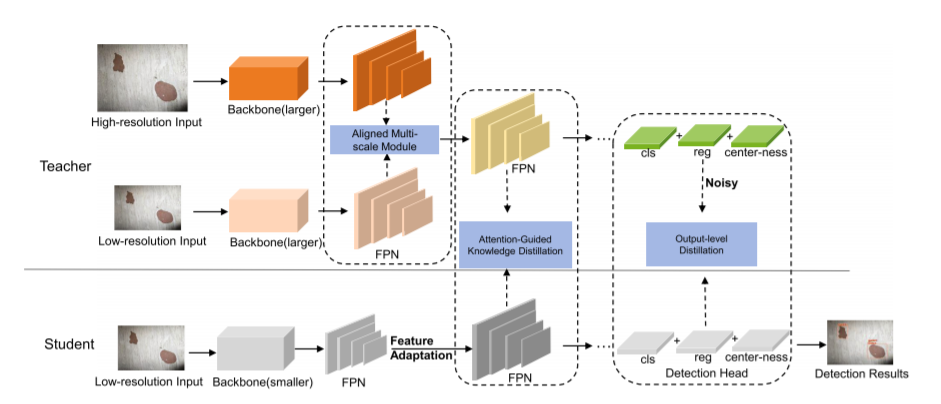 High-resolution Input
Backbone(larger)
Aligned Multi-
scale Module
FPN
cls
+
reg
+
center-ness
Noisy
Teacher
Low-resolution Input
Backbone(larger)
FPN
Attention-Guided
Knowledge Distillation
Output-level
Distillation
Student
Low-resolution Input
Backbone(smaller)
FPN
Feature
Adaptation
FPN
cls
+
reg
+
center-ness
Detection Head
Detection Results